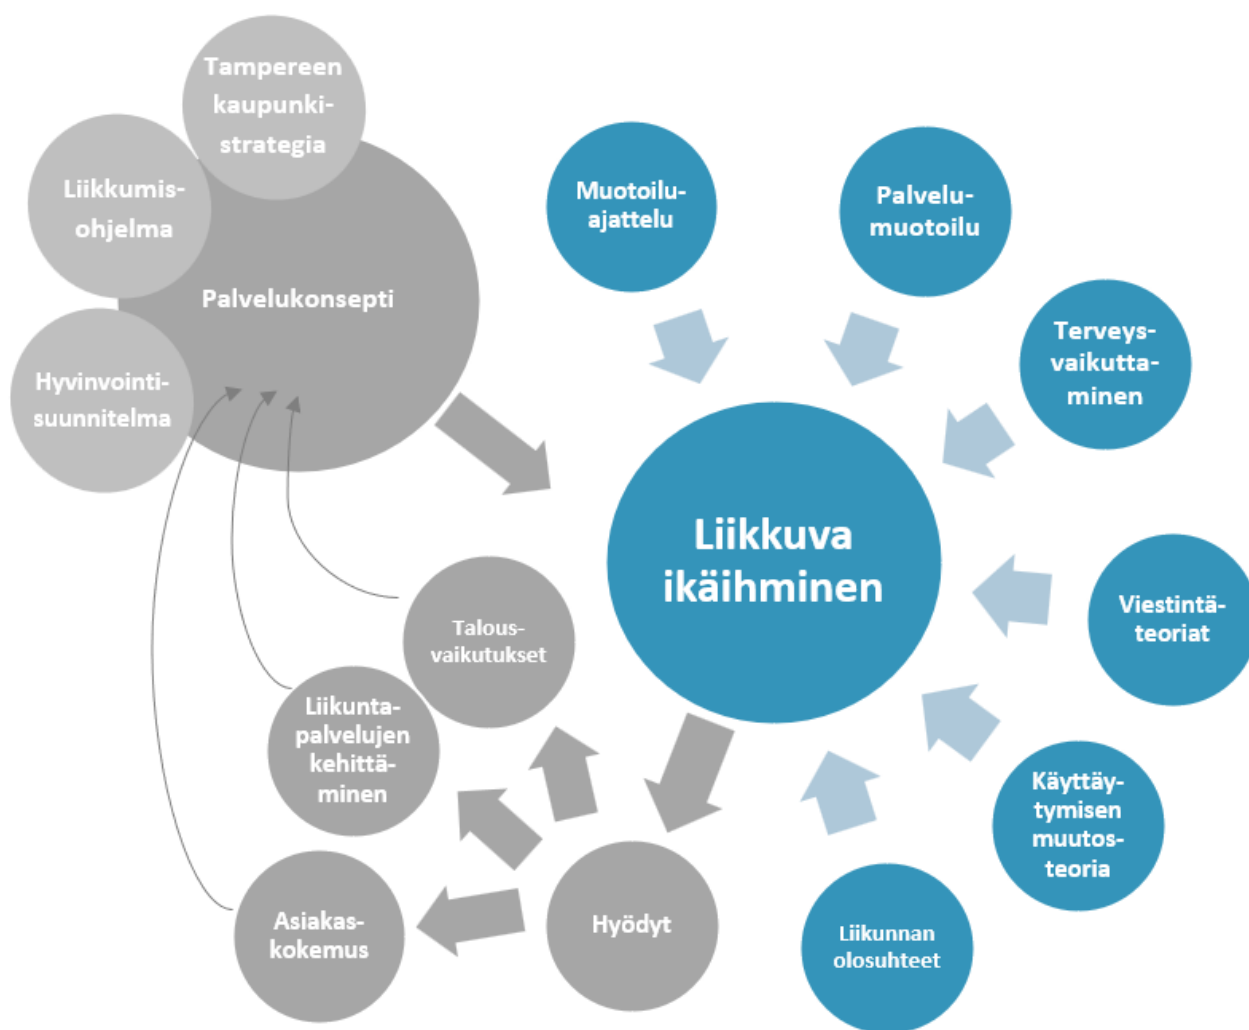 Tampereen
kaupunki-
strategia
Liikkumis-
ohjelma
Palvelukonsepti
Hyvinvointi-
suunnitelma
Muotoilu-
ajattelu
Palvelu-
muotoilu
Terveys-
vaikutta-
minen
Liikkuva
ikäihminen
Viestintä-
teoriat
Talous-
vaikutukset
Liikunta-
palvelujen
kehittä-
minen
Käyttäy-
tymisen
muutos-
teoria
Asiakas-
kokemus
Hyödyt
Liikunnan
olosuhteet